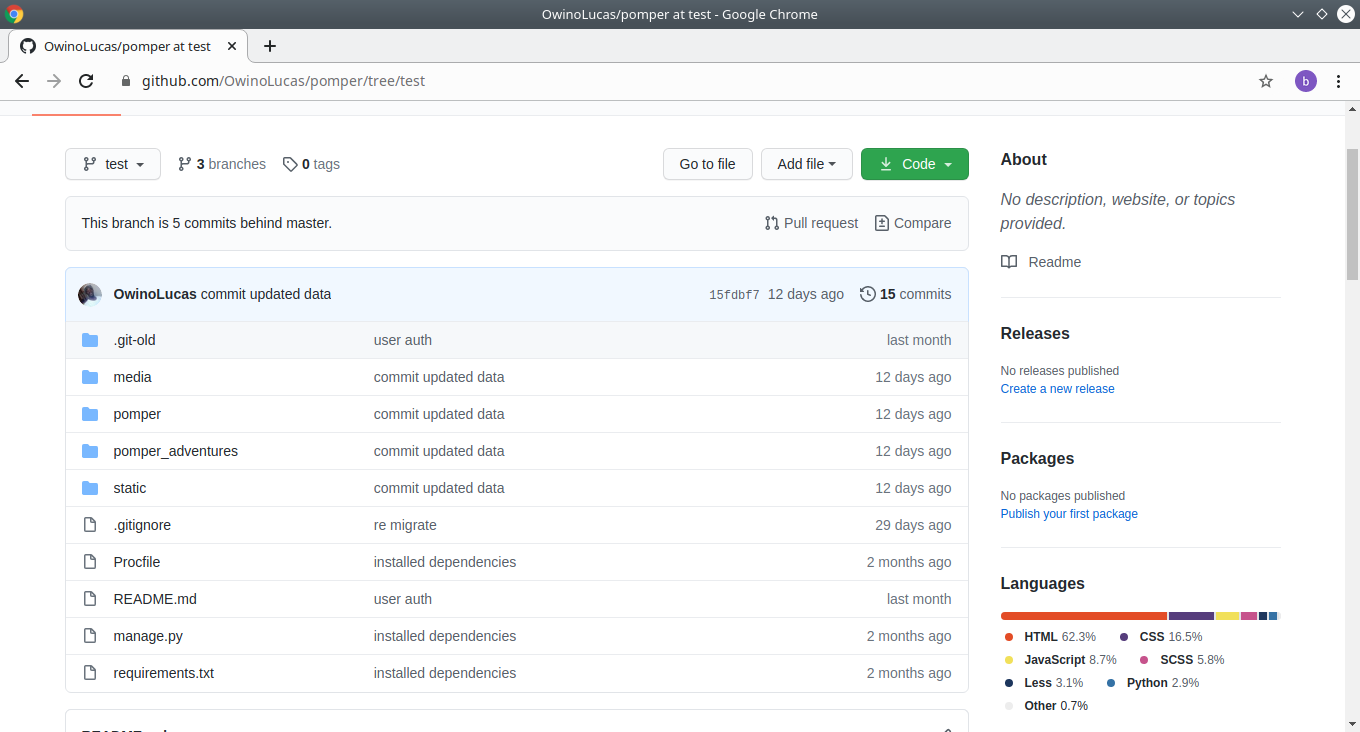 OwinoLucas/pomper at test - Google Chrome
OwinoLucas/pomper at test
github.com/OwinoLucas/pomper/tree/test
b
test 3 branches 0 tags Go to file Add file Code
This branch is 5 commits behind master. Pull request Compare
OwinoLucas commit updated data 15fdbf7 12 days ago 15 commits
.git-old user auth last month
media commit updated data 12 days ago
pomper commit updated data 12 days ago
pomper_adventures commit updated data 12 days ago
static commit updated data 12 days ago
.gitignore re migrate 29 days ago
Procfile installed dependencies 2 months ago
README.md user auth last month
manage.py installed dependencies 2 months ago
requirements.txt installed dependencies 2 months ago
About
No description, website, or topics
provided.
Readme
Releases
No releases published
Create a new release
Packages
No packages published
Publish your first package
Languages
HTML 62.3% CSS 16.5%
JavaScript 8.7% SCSS 5.8%
Less 3.1% Python 2.9%
Other 0.7%